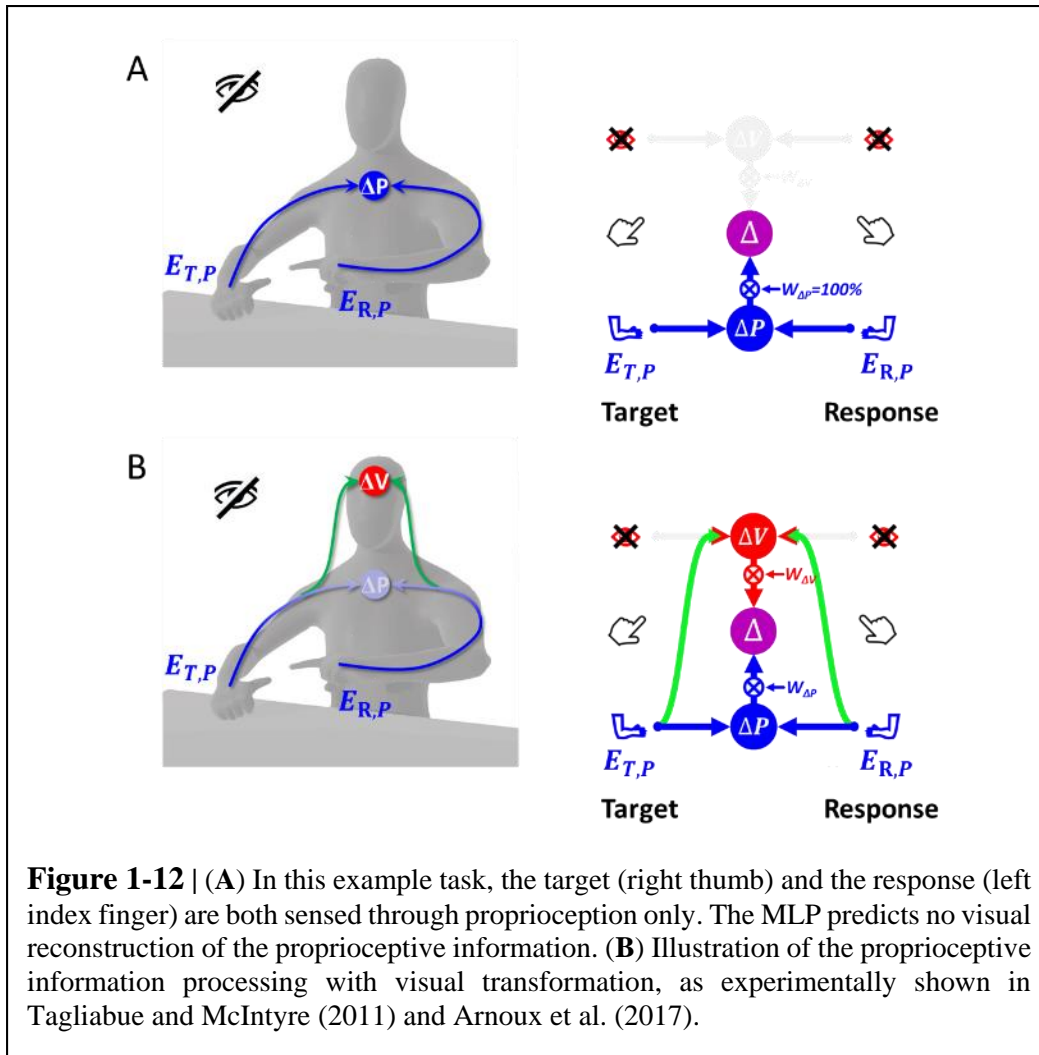 A
ΔP
E_{T,P}
E_{R,P}
ΔV
W_{ΔV}
Δ
W_{ΔP}=100%
ΔP
E_{T,P}
E_{R,P}
Target
Response
B
ΔV
ΔP
E_{T,P}
E_{R,P}
ΔV
W_{ΔV}
Δ
W_{ΔP}
ΔP
E_{T,P}
E_{R,P}
Target
Response
Figure 1-12 | (A) In this example task, the target (right thumb) and the response (left
index finger) are both sensed through proprioception only. The MLP predicts no visual
reconstruction of the proprioceptive information. (B) Illustration of the proprioceptive
information processing with visual transformation, as experimentally shown in
Tagliabue and McIntyre (2011) and Arnoux et al. (2017).